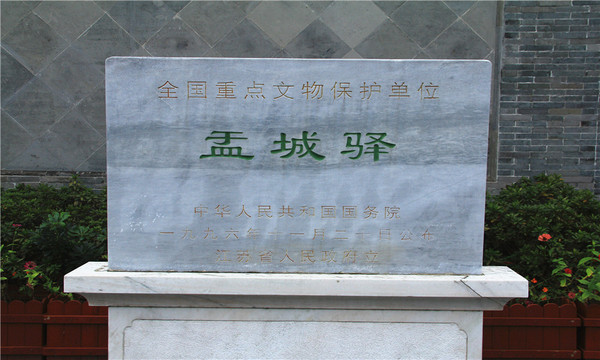 全国重点文物保护单位
盂城驿
中华人民共和国国务院
一九九六年十一月二十日公布
江苏省人民政府立